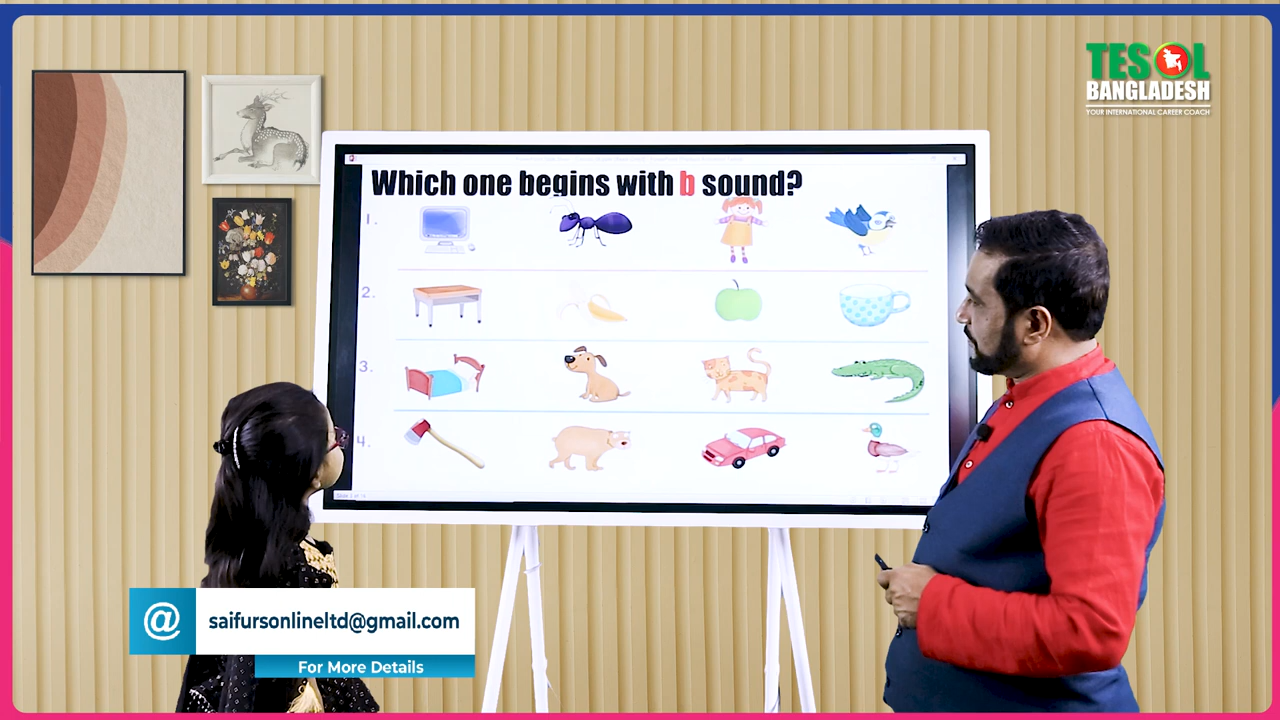 TESOL
BANGLADESH
YOUR INTERNATIONAL CAREER COACH
Which one begins with b sound?
1.
2.
3.
4.
@ saifursonlineltd@gmail.com
For More Details